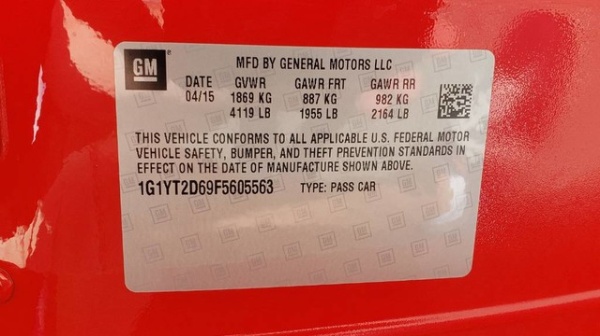 GM
MFD BY GENERAL MOTORS LLC
DATE GVWR GAWR FRT GAWR RR
04/15 1869 KG 887 KG 982 KG
4119 LB 1955 LB 2164 LB
THIS VEHICLE CONFORMS TO ALL APPLICABLE U.S. FEDERAL MOTOR
VEHICLE SAFETY, BUMPER, AND THEFT PREVENTION STANDARDS IN
EFFECT ON THE DATE OF MANUFACTURE SHOWN ABOVE.
1G1YT2D69F5605563 TYPE: PASS CAR